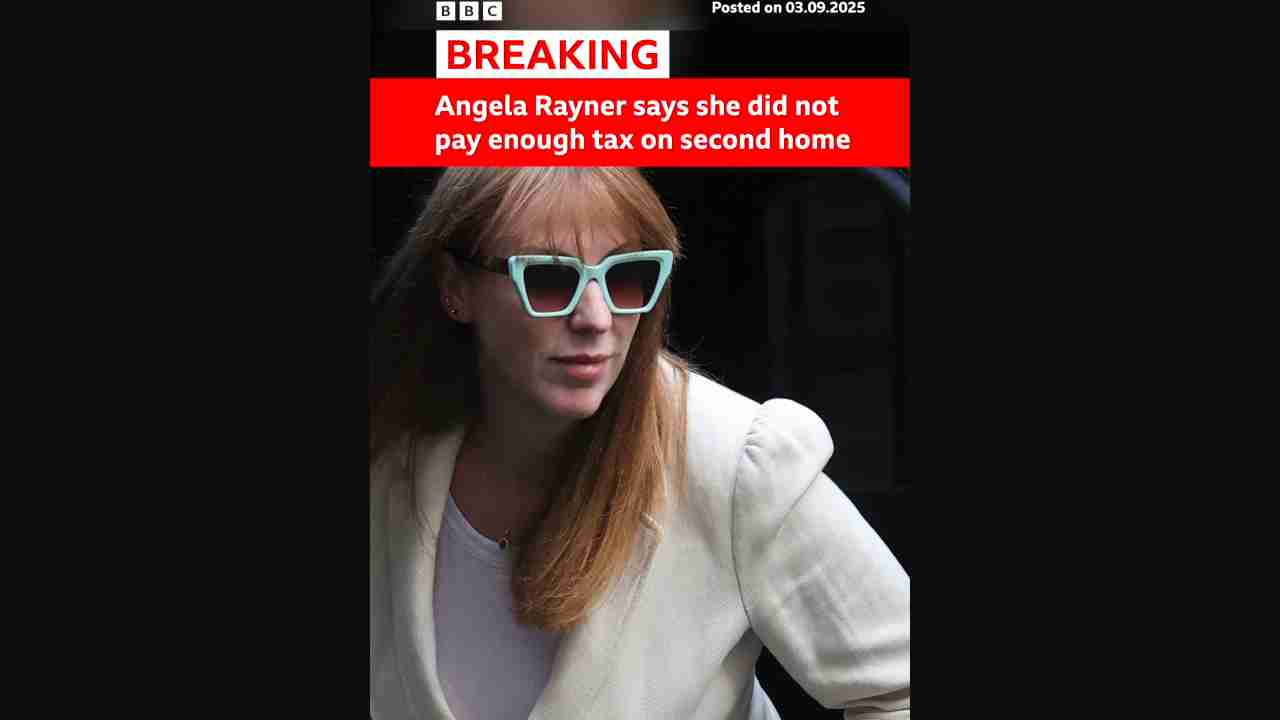 BBC
Posted on 03.09.2025
BREAKING
Angela Rayner says she did not
pay enough tax on second home